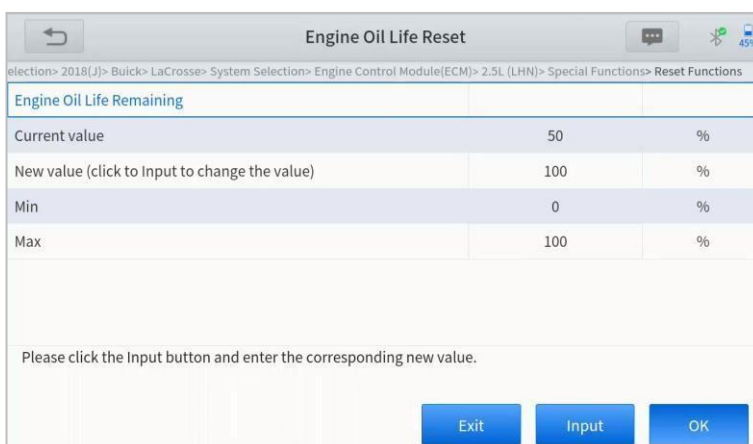 Engine Oil Life Reset
45%
election> 2018(J)> Buick> LaCrosse> System Selection> Engine Control Module(ECM)> 2.5L (LHN)> Special Functions> Reset Functions
Engine Oil Life Remaining
Current value 50 %
New value (click to Input to change the value) 100 %
Min 0 %
Max 100 %
Please click the Input button and enter the corresponding new value.
Exit Input OK